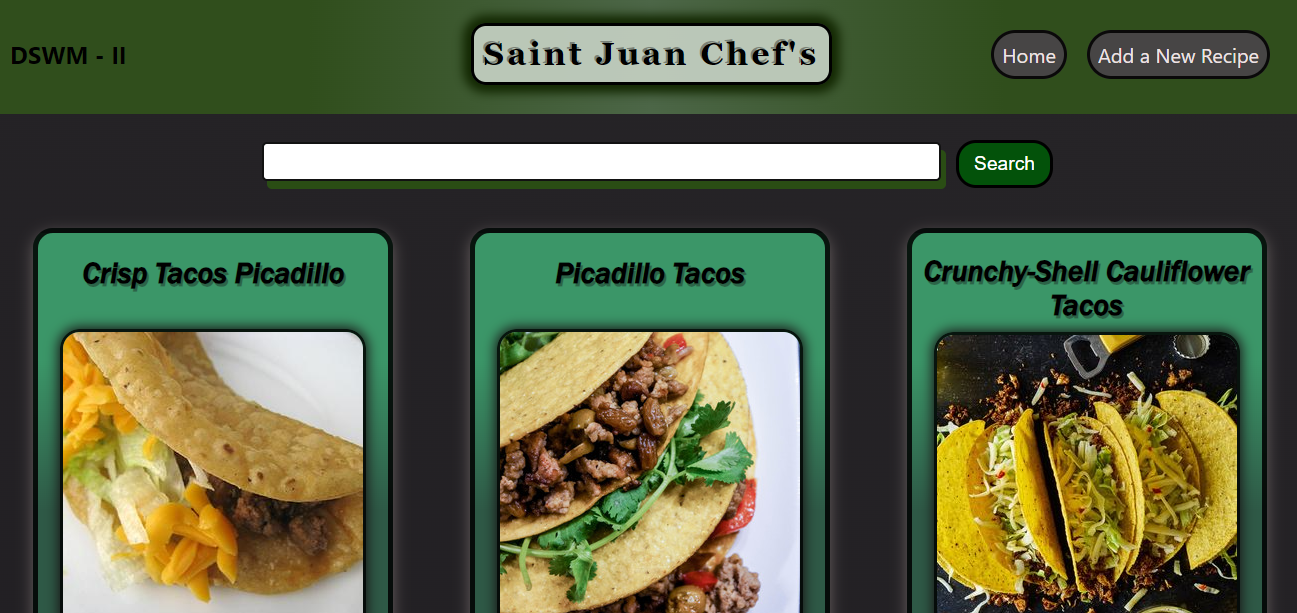 DSWM - II
Saint Juan Chef's
Home
Add a New Recipe
Search
Crisp Tacos Picadillo
Picadillo Tacos
Crunchy-Shell Cauliflower
Tacos